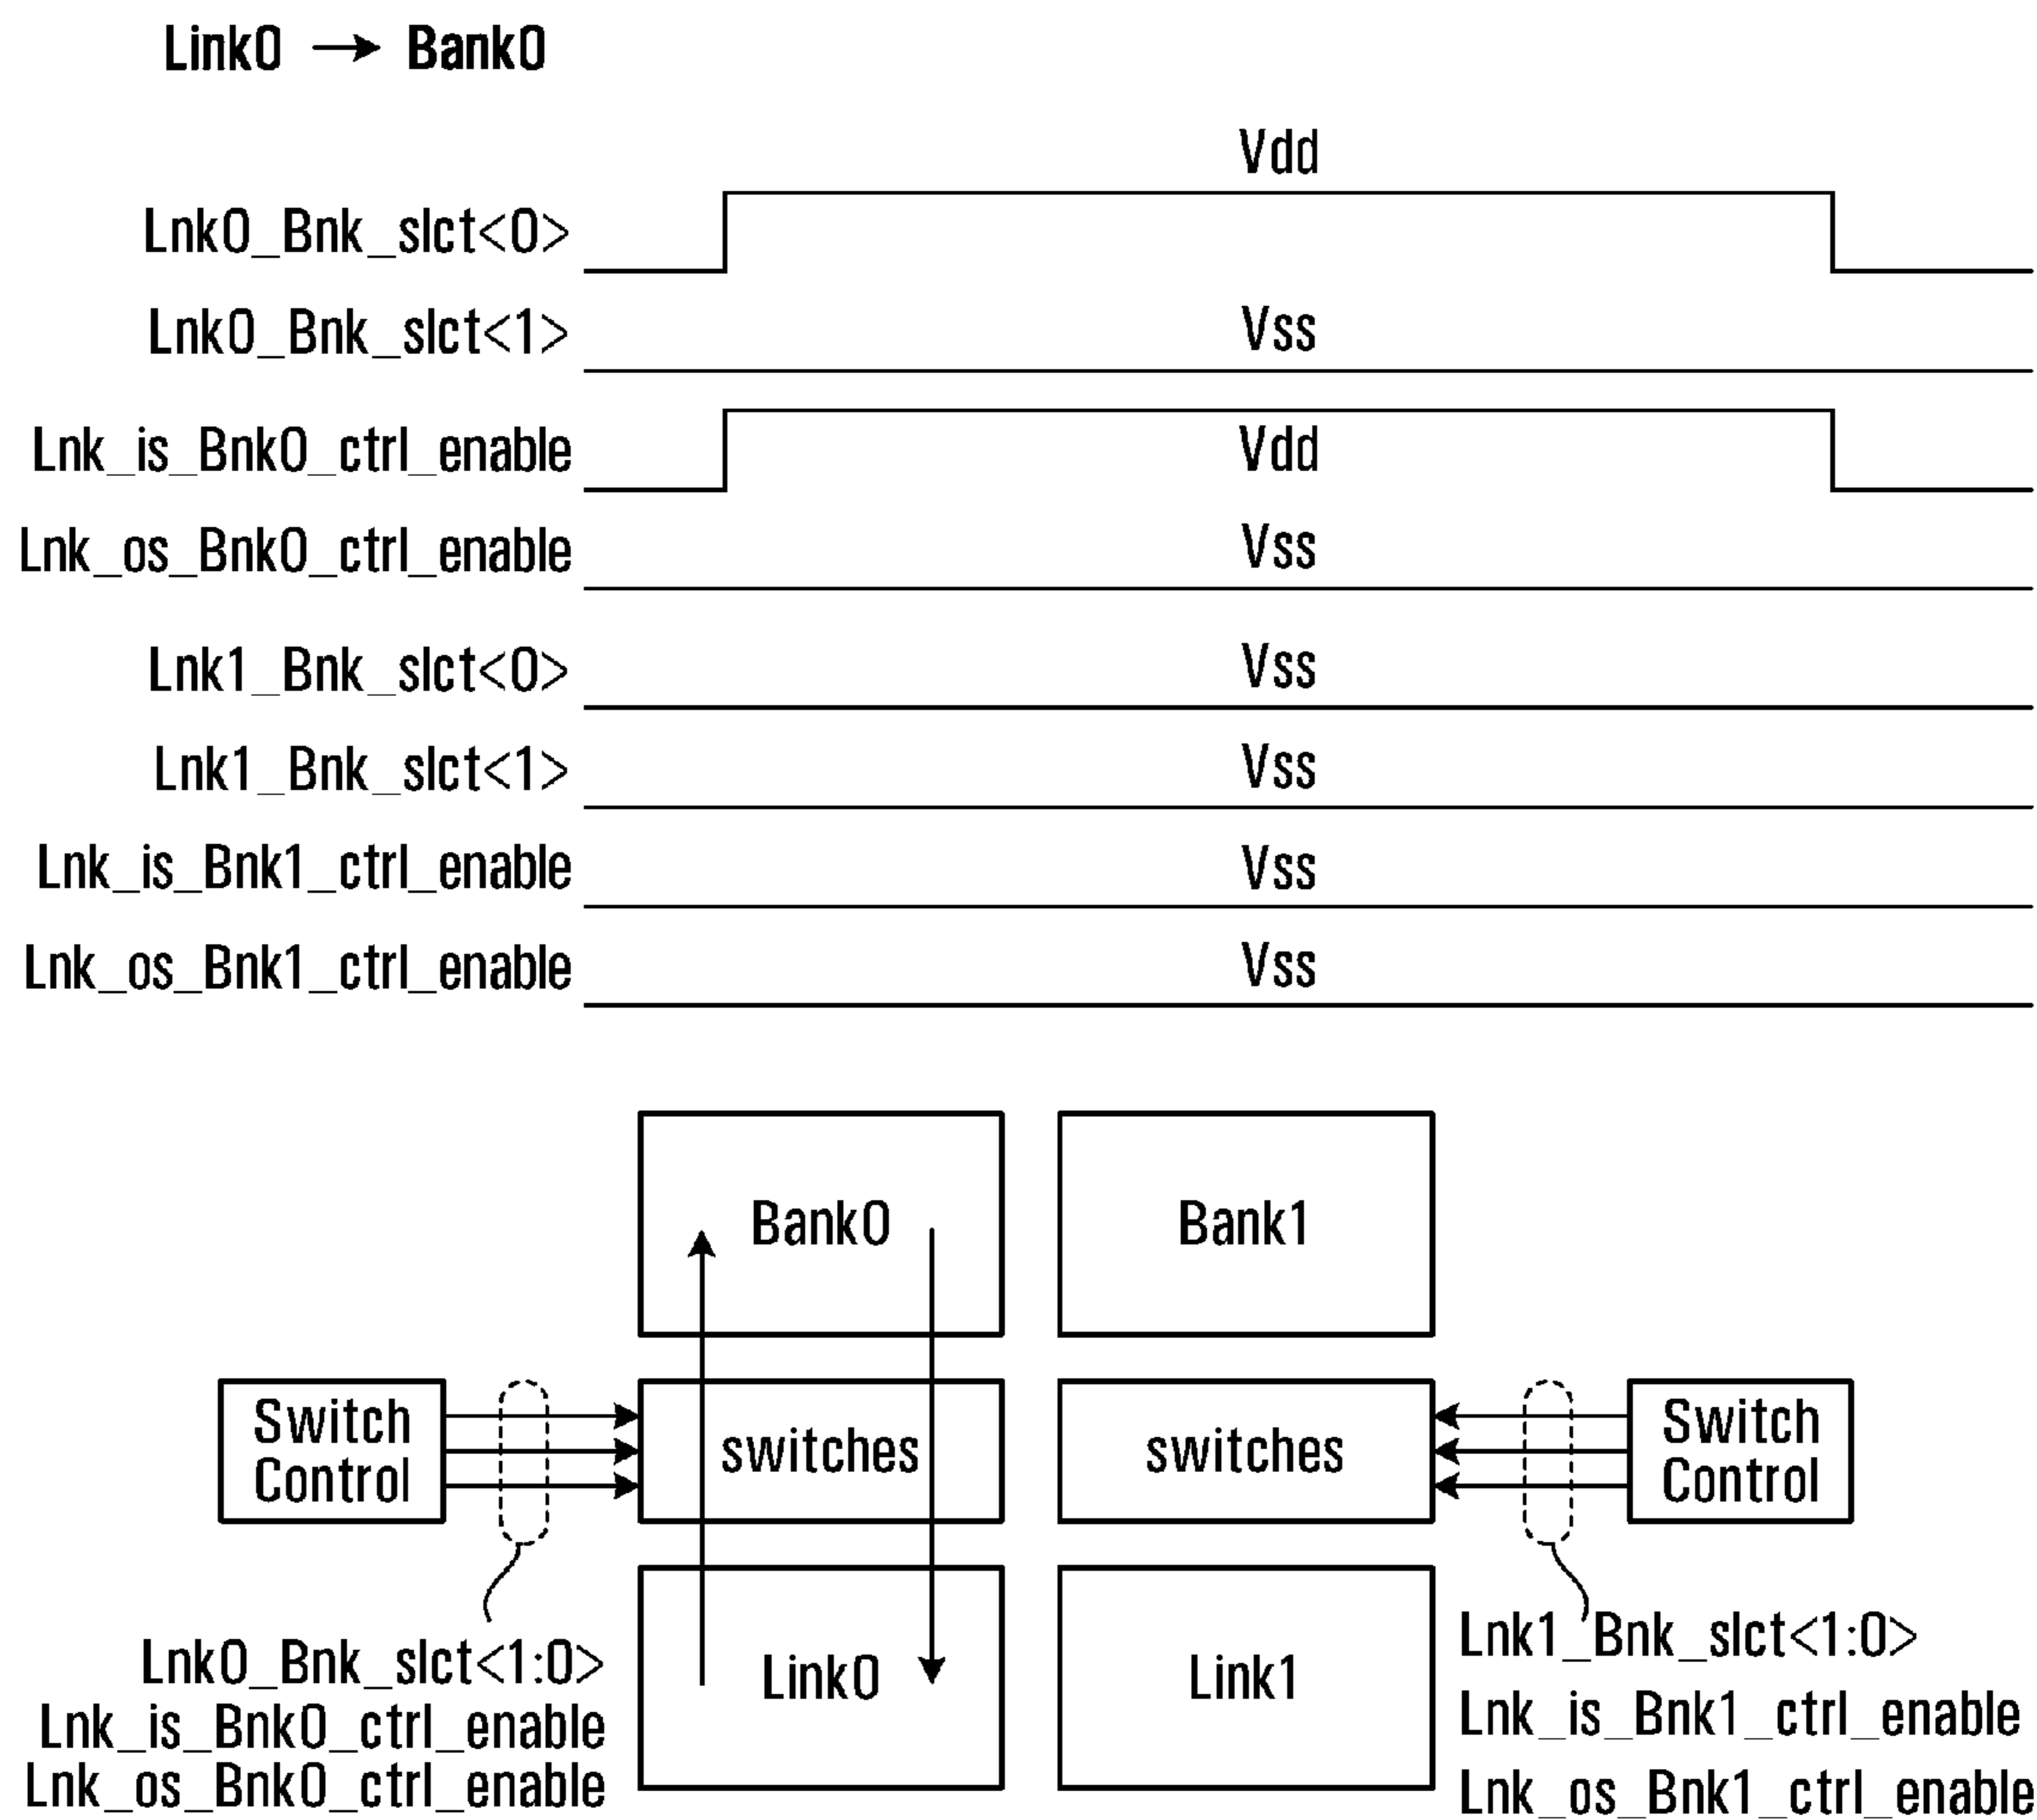 Link0 → Bank0
Vdd
Lnk0_Bnk_slct<0>
Lnk0_Bnk_slct<1>
Vss
Lnk_is_Bnk0_ctrl_enable
Vdd
Lnk_os_Bnk0_ctrl_enable
Vss
Lnk1_Bnk_slct<0>
Vss
Lnk1_Bnk_slct<1>
Vss
Lnk_is_Bnk1_ctrl_enable
Vss
Lnk_os_Bnk1_ctrl_enable
Vss
Bank0
Bank1
Switch
Control
switches
switches
Switch
Control
Lnk0_Bnk_slct<1:0>
Lnk_is_Bnk0_ctrl_enable
Lnk_os_Bnk0_ctrl_enable
Link0
Link1
Lnk1_Bnk_slct<1:0>
Lnk_is_Bnk1_ctrl_enable
Lnk_os_Bnk1_ctrl_enable